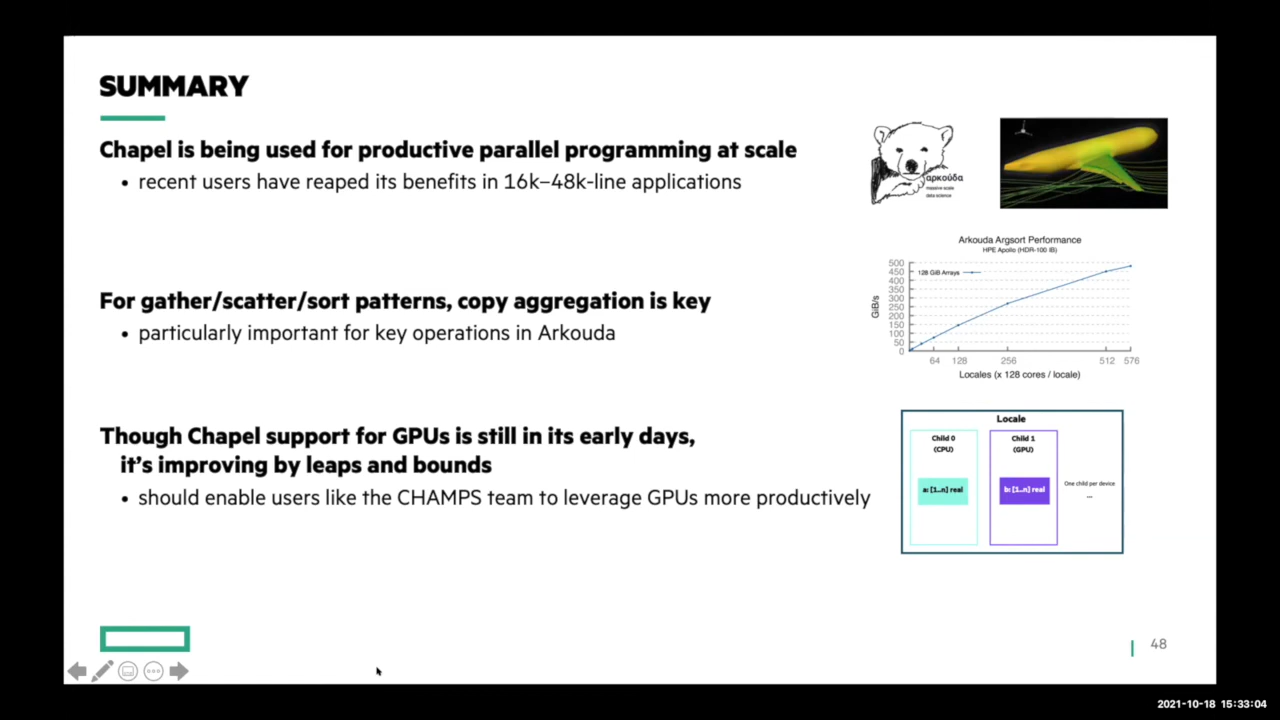 SUMMARY
Chapel is being used for productive parallel programming at scale
• recent users have reaped its benefits in 16k–48k-line applications
αρκούδα
massive scale
data science
For gather/scatter/sort patterns, copy aggregation is key
• particularly important for key operations in Arkouda
Arkouda Argsort Performance
HPE Apollo (HDR-100 IB)
128 GiB Arrays
GiB/s
500
450
400
350
300
250
200
150
100
50
0
64 128 256 512 576
Locales (x 128 cores / locale)
Though Chapel support for GPUs is still in its early days,
it's improving by leaps and bounds
• should enable users like the CHAMPS team to leverage GPUs more productively
Locale
Child 0
(CPU)
a: [1..n] real
Child 1
(GPU)
b: [1..n] real
One child per device
...
48
2021-10-18 15:33:04